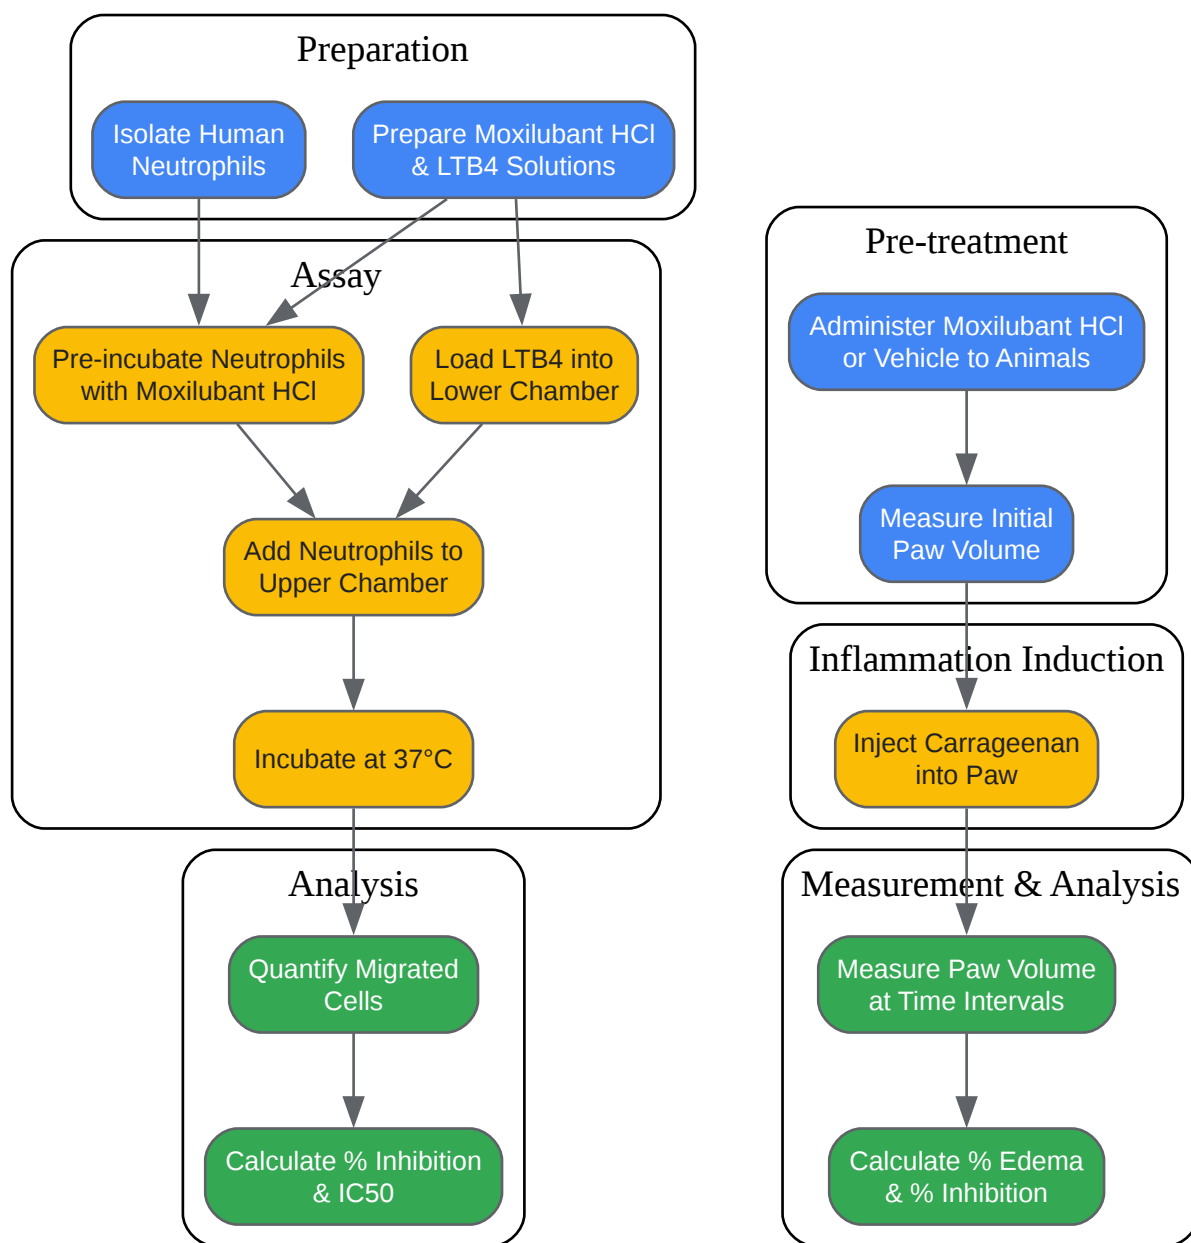 Preparation
Isolate Human
Neutrophils
Prepare Moxilubant HCl
& LTB4 Solutions
Assay
Pre-incubate Neutrophils
with Moxilubant HCl
Load LTB4 into
Lower Chamber
Add Neutrophils to
Upper Chamber
Incubate at 37°C
Analysis
Quantify Migrated
Cells
Calculate % Inhibition
& IC50
Pre-treatment
Administer Moxilubant HCl
or Vehicle to Animals
Measure Initial
Paw Volume
Inflammation Induction
Inject Carrageenan
into Paw
Measurement & Analysis
Measure Paw Volume
at Time Intervals
Calculate % Edema
& % Inhibition